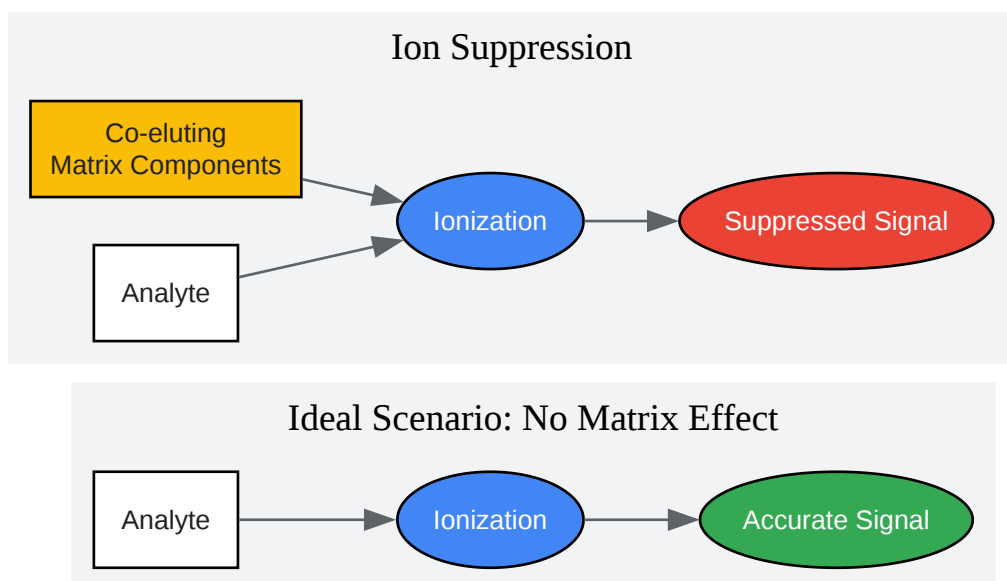 Ion Suppression
Co-eluting
Matrix Components
Analyte
Ionization
Suppressed Signal
Ideal Scenario: No Matrix Effect
Analyte
Ionization
Accurate Signal